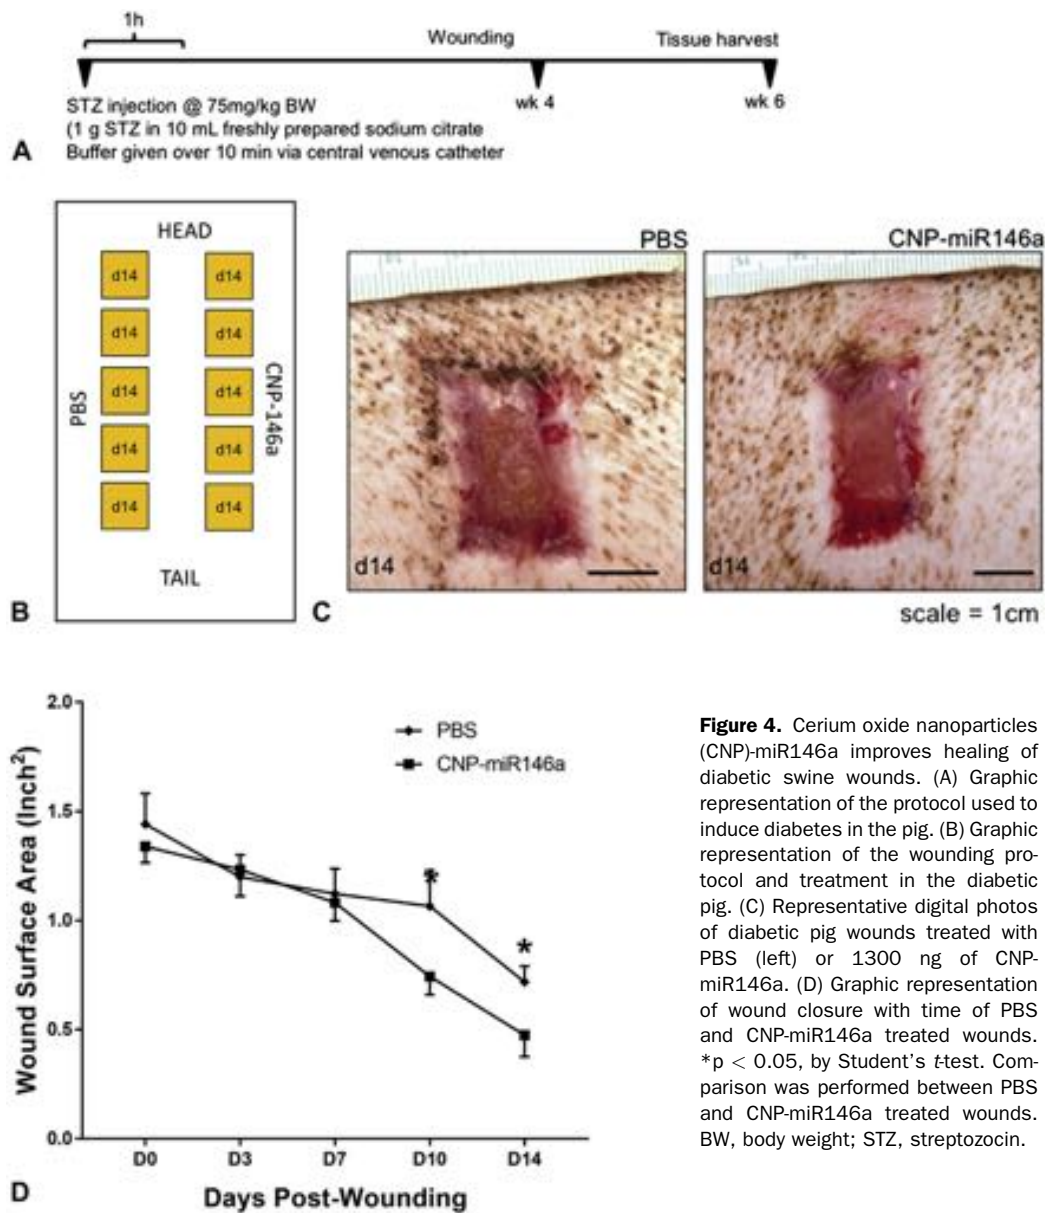 1h
Wounding
Tissue harvest
STZ injection @ 75mg/kg BW
(1 g STZ in 10 mL freshly prepared sodium citrate
Buffer given over 10 min via central venous catheter
wk 4
wk 6
A
HEAD
d14 d14
d14 d14
d14 d14
d14 d14
d14 d14
PBS
CNP-146a
TAIL
B
PBS
CNP-miR146a
d14
d14
scale = 1cm
C
2.0
1.5
1.0
0.5
0.0
Wound Surface Area (Inch²)
PBS
CNP-miR146a
*
*
D0 D3 D7 D10 D14
Days Post-Wounding
D
Figure 4. Cerium oxide nanoparticles
(CNP)-miR146a improves healing of
diabetic swine wounds. (A) Graphic
representation of the protocol used to
induce diabetes in the pig. (B) Graphic
representation of the wounding pro-
tocol and treatment in the diabetic
pig. (C) Representative digital photos
of diabetic pig wounds treated with
PBS (left) or 1300 ng of CNP-
miR146a. (D) Graphic representation
of wound closure with time of PBS
and CNP-miR146a treated wounds.
*p < 0.05, by Student's t-test. Com-
parison was performed between PBS
and CNP-miR146a treated wounds.
BW, body weight; STZ, streptozocin.